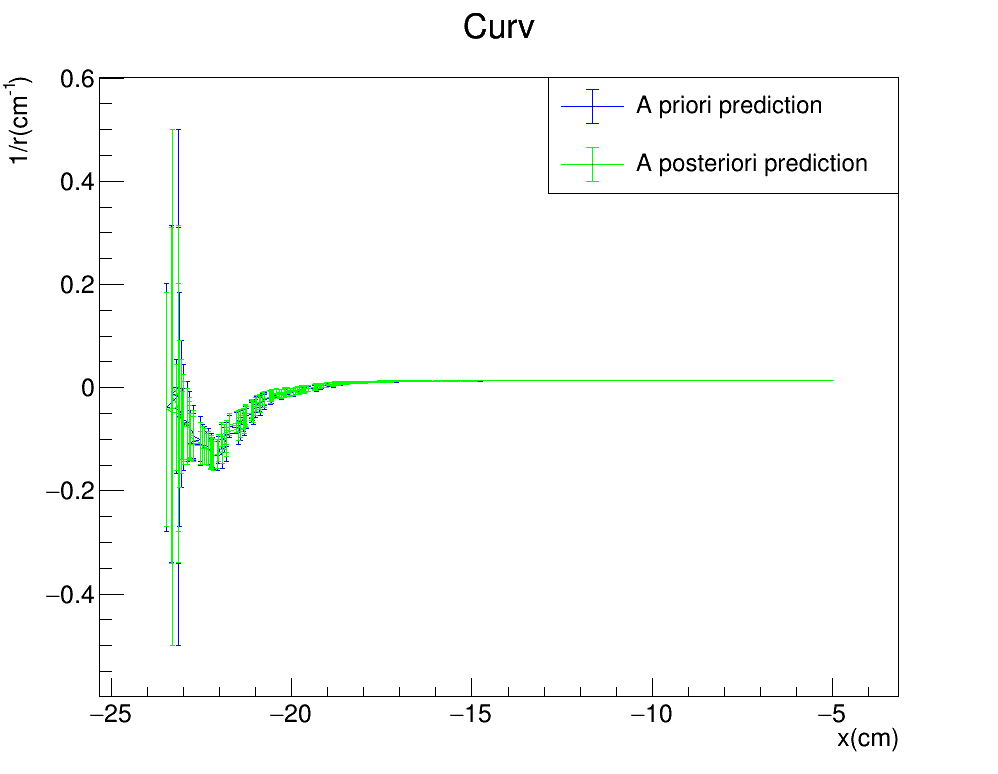 Curv
1/r(cm⁻¹)
0.6
0.4
0.2
0
−0.2
−0.4
A priori prediction
A posteriori prediction
−25 −20 −15 −10 −5
x(cm)